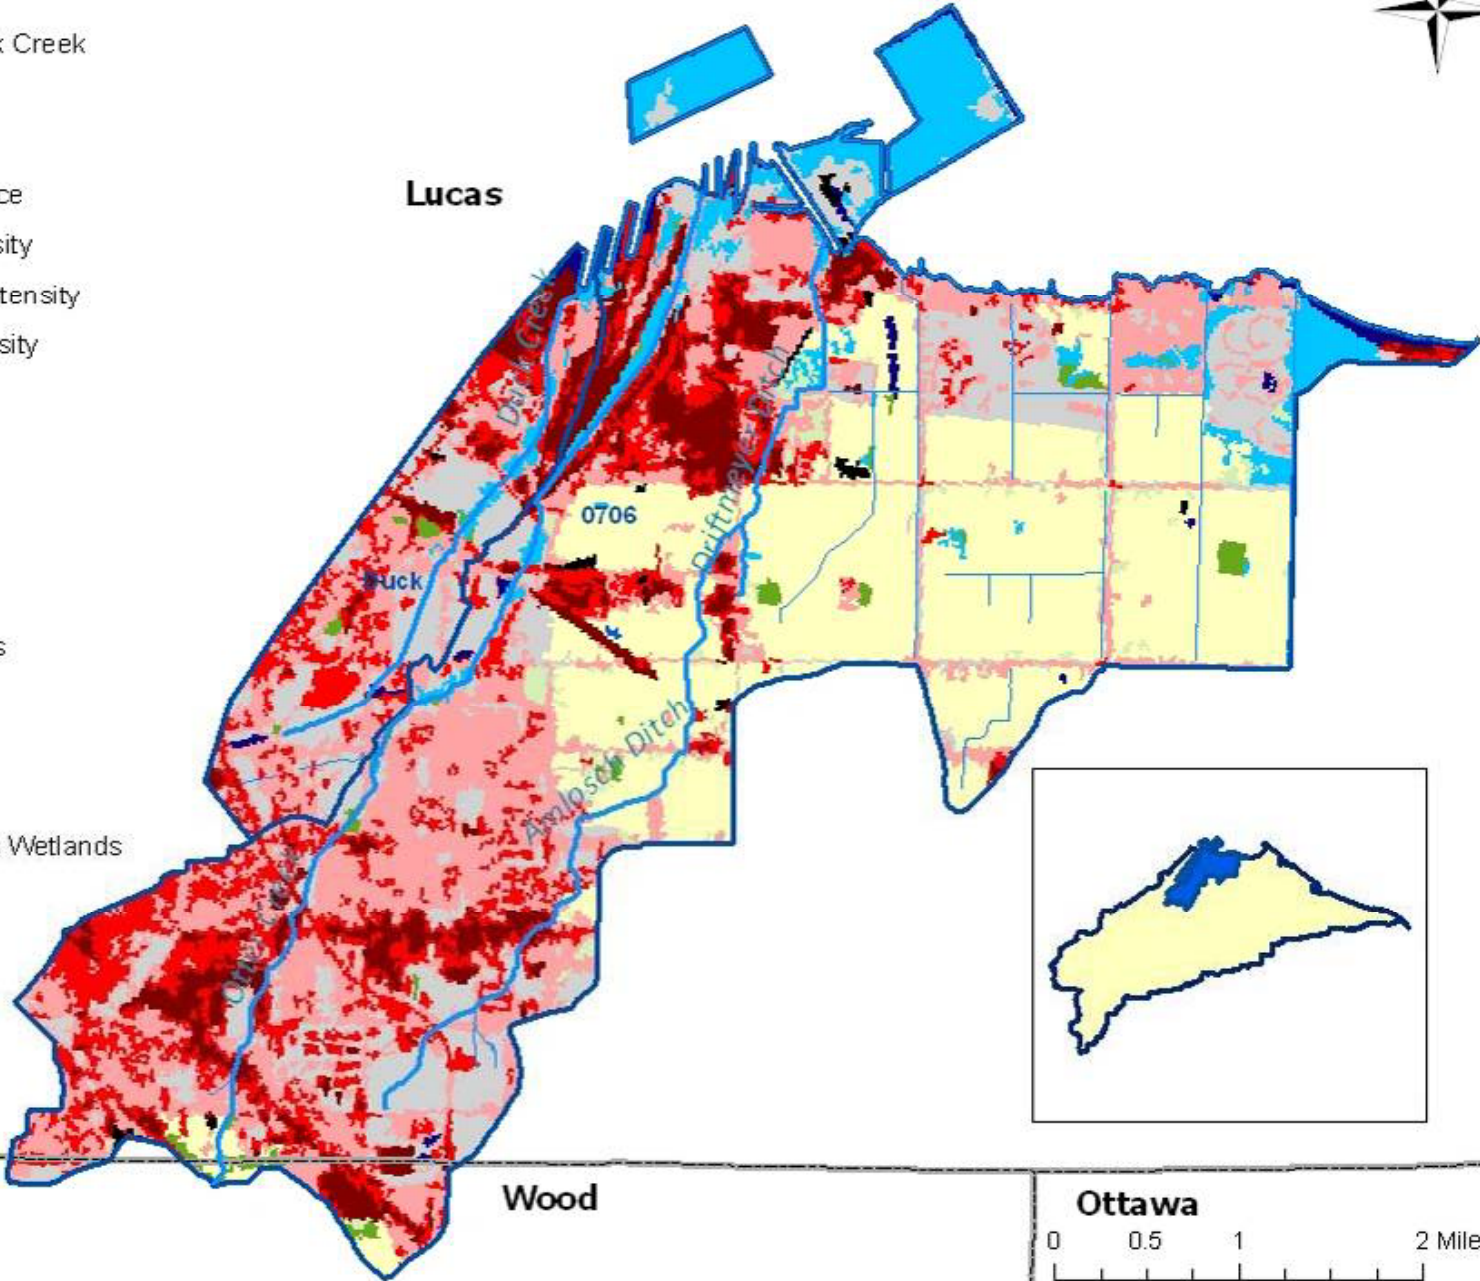 k Creek
ce
sity
tensity
sity
s
Wetlands
Lucas
Duck Creek
Driftmeyer Ditch
0706
Duck
Amlosch Ditch
Otter Creek
Wood
Ottawa
0 0.5 1 2 Mile